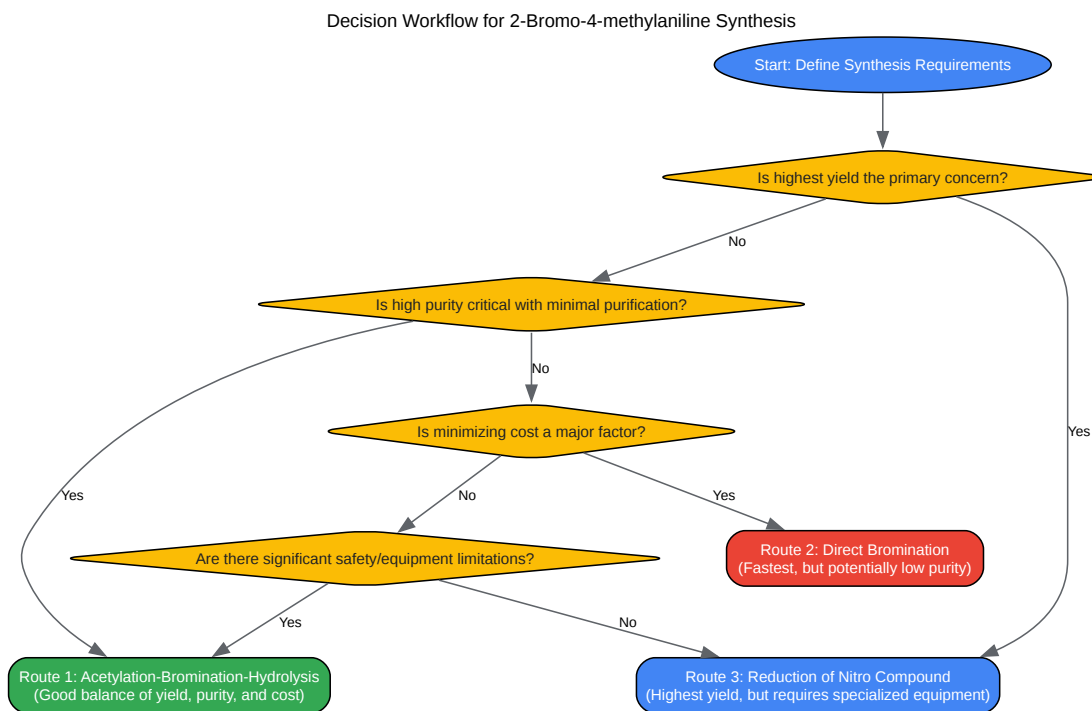 Decision Workflow for 2-Bromo-4-methylaniline Synthesis
Start: Define Synthesis Requirements
Is highest yield the primary concern?
No
Is high purity critical with minimal purification?
No
Is minimizing cost a major factor?
Yes
Yes
No
Yes
Route 2: Direct Bromination
(Fastest, but potentially low purity)
Are there significant safety/equipment limitations?
Yes
No
Route 1: Acetylation-Bromination-Hydrolysis
(Good balance of yield, purity, and cost)
Route 3: Reduction of Nitro Compound
(Highest yield, but requires specialized equipment)